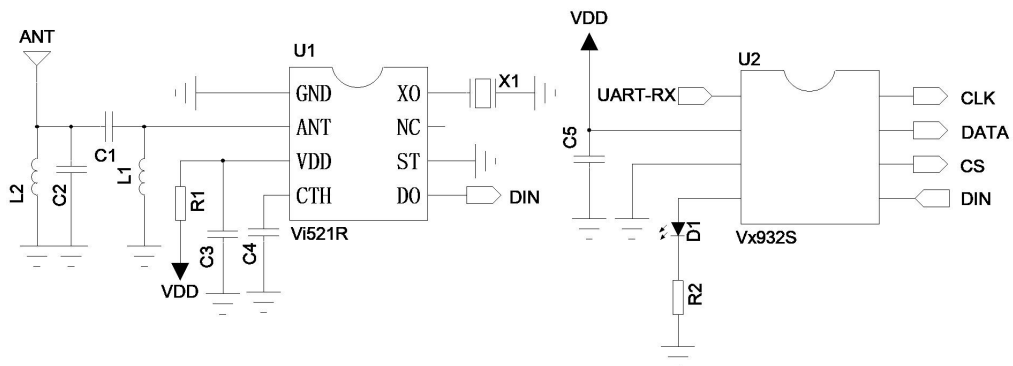 ANT
U1
GND
XO
X1
ANT
NC
VDD
ST
CTH
DO
DIN
Vi521R
C1
L2
C2
L1
R1
C3
C4
VDD
VDD
U2
UART-RX
CLK
DATA
CS
DIN
C5
Vx932S
D1
R2